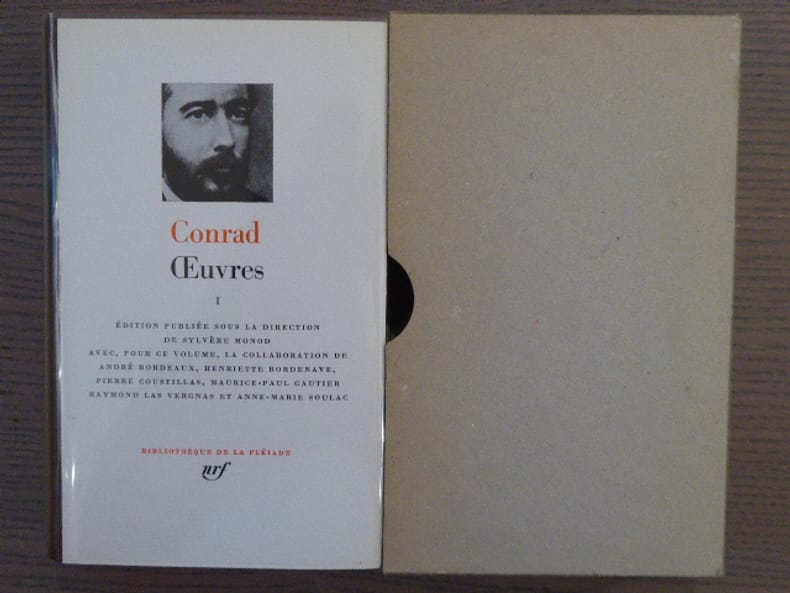 Conrad
Œuvres
I
ÉDITION PUBLIÉE SOUS LA DIRECTION
DE SYLVÈRE MONOD
AVEC, POUR CE VOLUME, LA COLLABORATION DE
ANDRÉ BORDEAUX, HENRIETTE BORDENAVE,
PIERRE COUSTILLAS, MAURICE-PAUL GAUTIER
RAYMOND LAS VERGNAS ET ANNE-MARIE SOULAC
BIBLIOTHÈQUE DE LA PLÉIADE
nrf